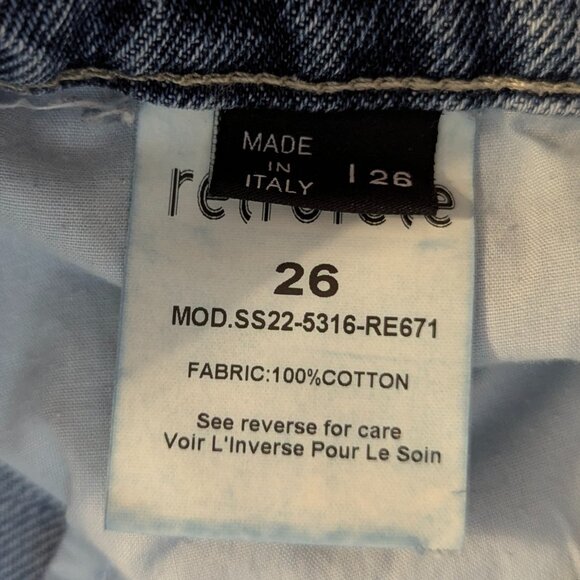 MADE
IN
ITALY I 26
retrofete
26
MOD.SS22-5316-RE671
FABRIC:100%COTTON
See reverse for care
Voir L'Inverse Pour Le Soin